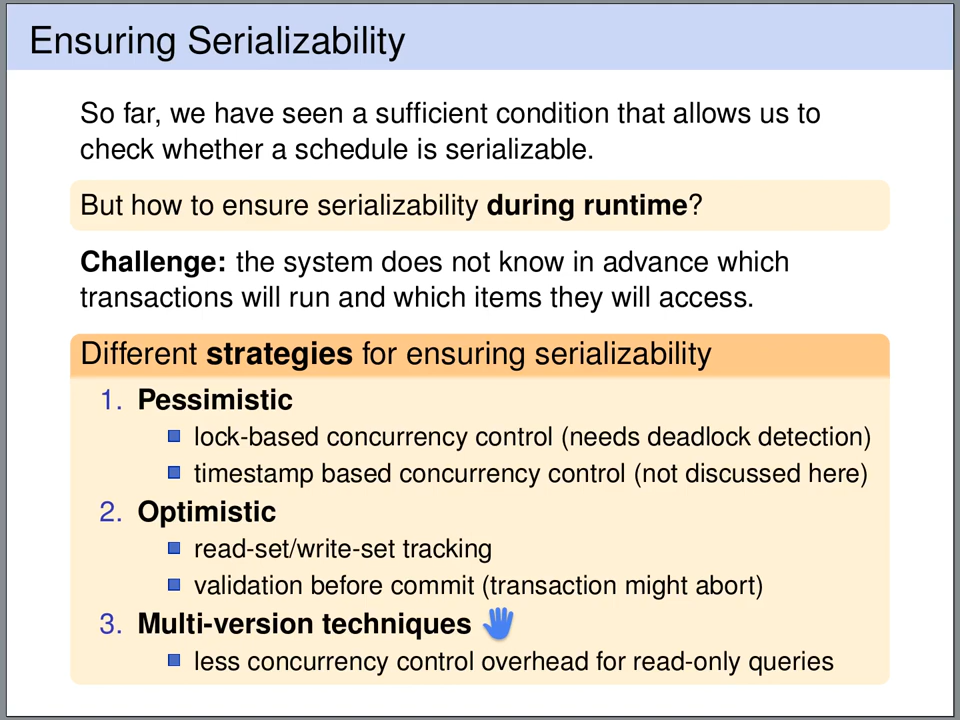 Ensuring Serializability
So far, we have seen a sufficient condition that allows us to
check whether a schedule is serializable.
But how to ensure serializability during runtime?
Challenge: the system does not know in advance which
transactions will run and which items they will access.
Different strategies for ensuring serializability
1. Pessimistic
lock-based concurrency control (needs deadlock detection)
timestamp based concurrency control (not discussed here)
2. Optimistic
read-set/write-set tracking
validation before commit (transaction might abort)
3. Multi-version techniques
less concurrency control overhead for read-only queries